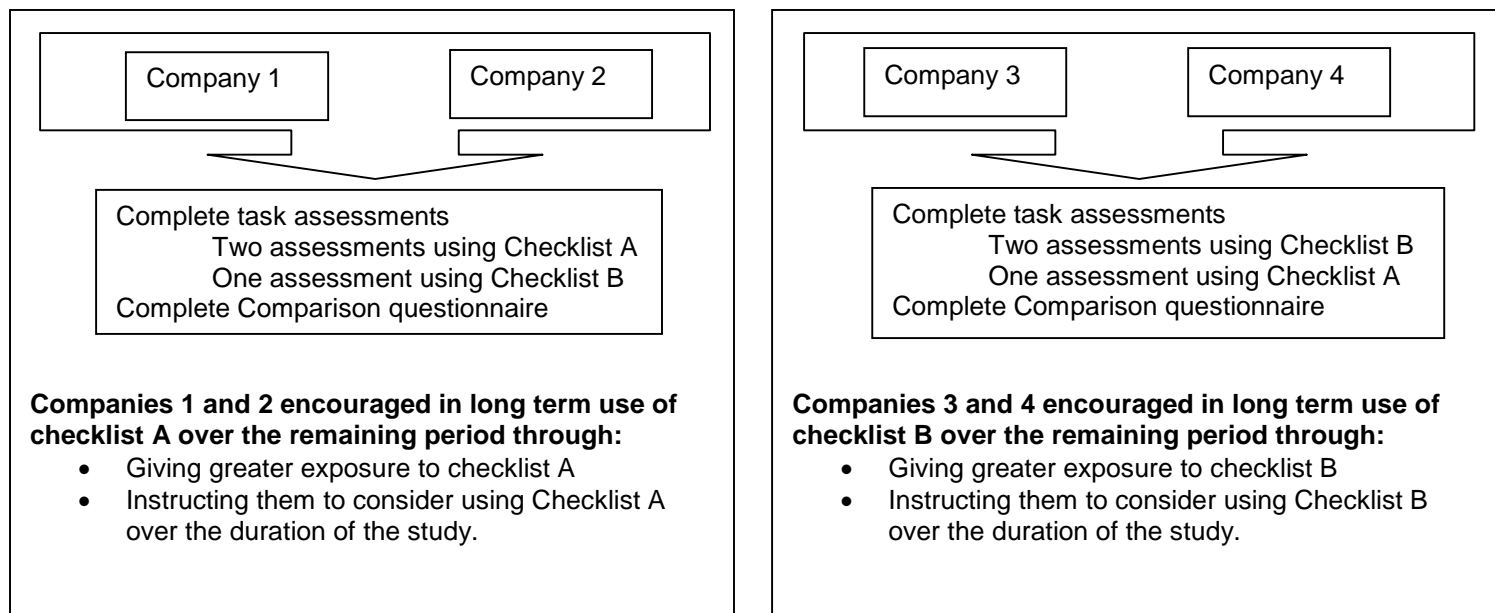 Company 1
Company 2
Complete task assessments
Two assessments using Checklist A
One assessment using Checklist B
Complete Comparison questionnaire
Companies 1 and 2 encouraged in long term use of
checklist A over the remaining period through:
• Giving greater exposure to checklist A
• Instructing them to consider using Checklist A
over the duration of the study.
Company 3
Company 4
Complete task assessments
Two assessments using Checklist B
One assessment using Checklist A
Complete Comparison questionnaire
Companies 3 and 4 encouraged in long term use of
checklist B over the remaining period through:
• Giving greater exposure to checklist B
• Instructing them to consider using Checklist B
over the duration of the study.